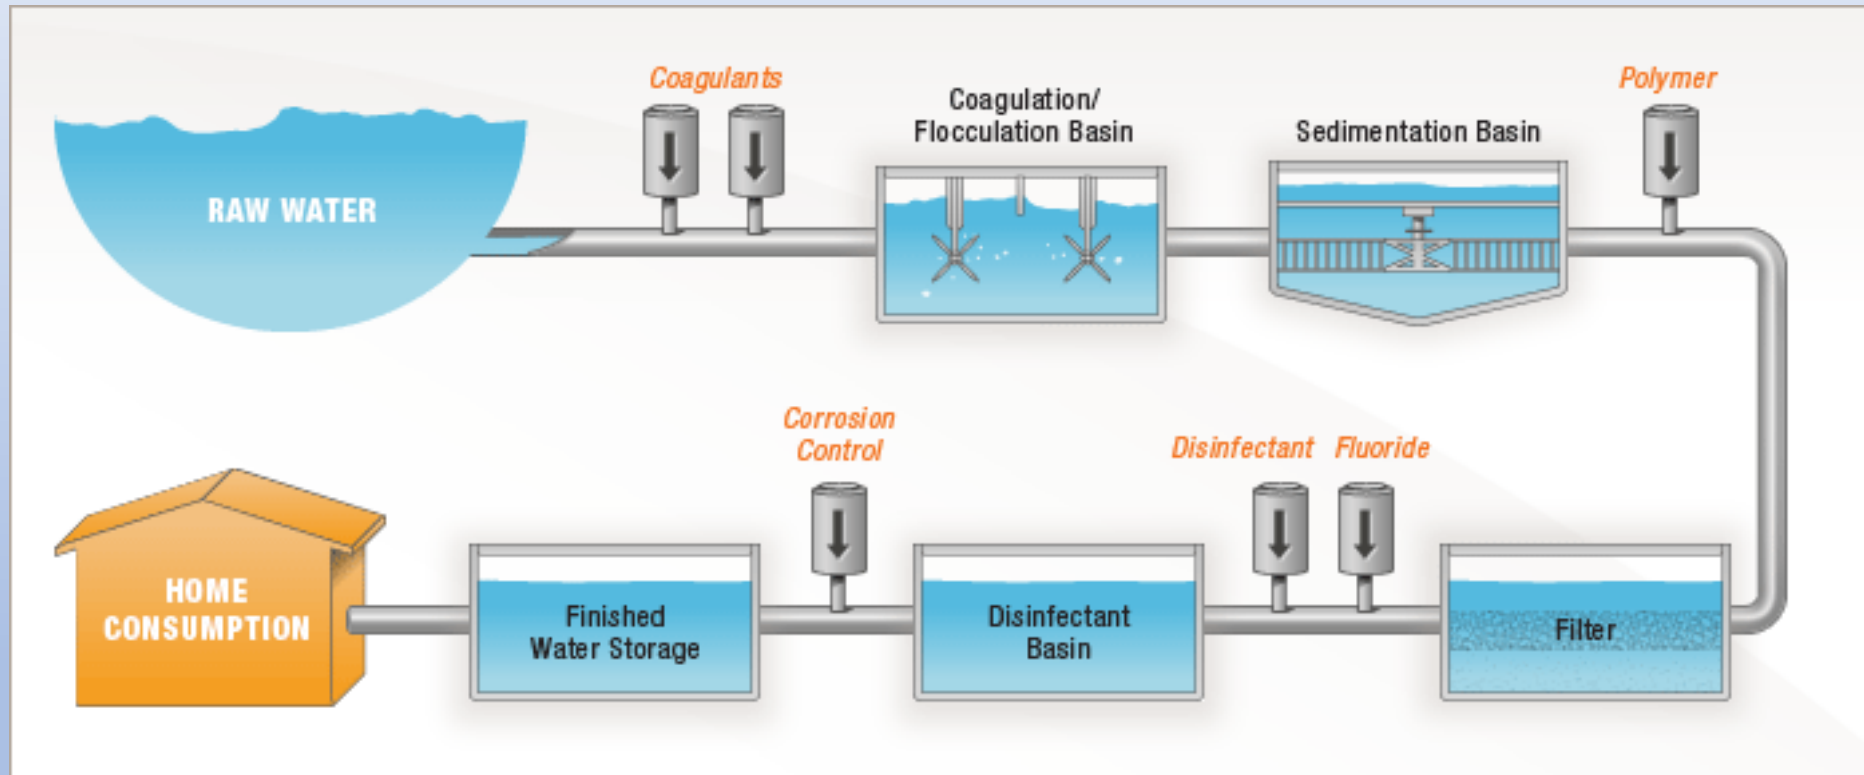 Coagulants
Coagulation/
Flocculation Basin
Sedimentation Basin
Polymer
RAW WATER
Corrosion
Control
Disinfectant
Fluoride
HOME
CONSUMPTION
Finished
Water Storage
Disinfectant
Basin
Filter